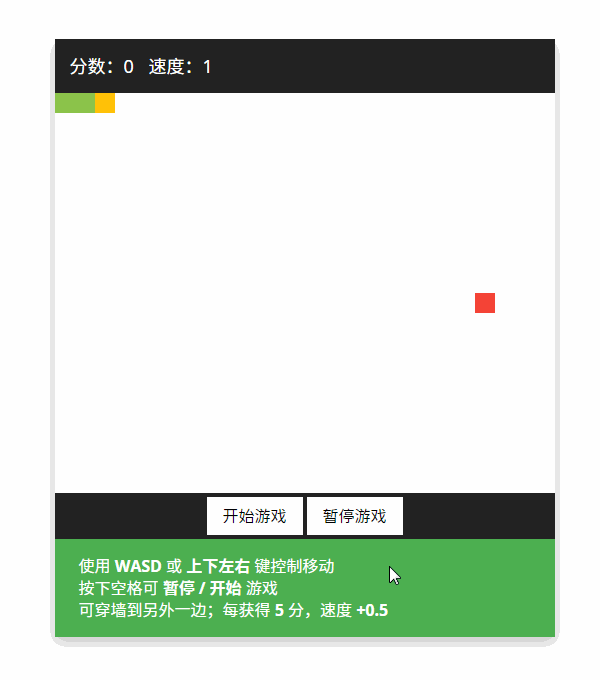 分数：0 速度：1
开始游戏 暂停游戏
使用 WASD 或 上下左右 键控制移动
按下空格可 暂停 / 开始 游戏
可穿墙到另外一边；每获得 5 分，速度 +0.5